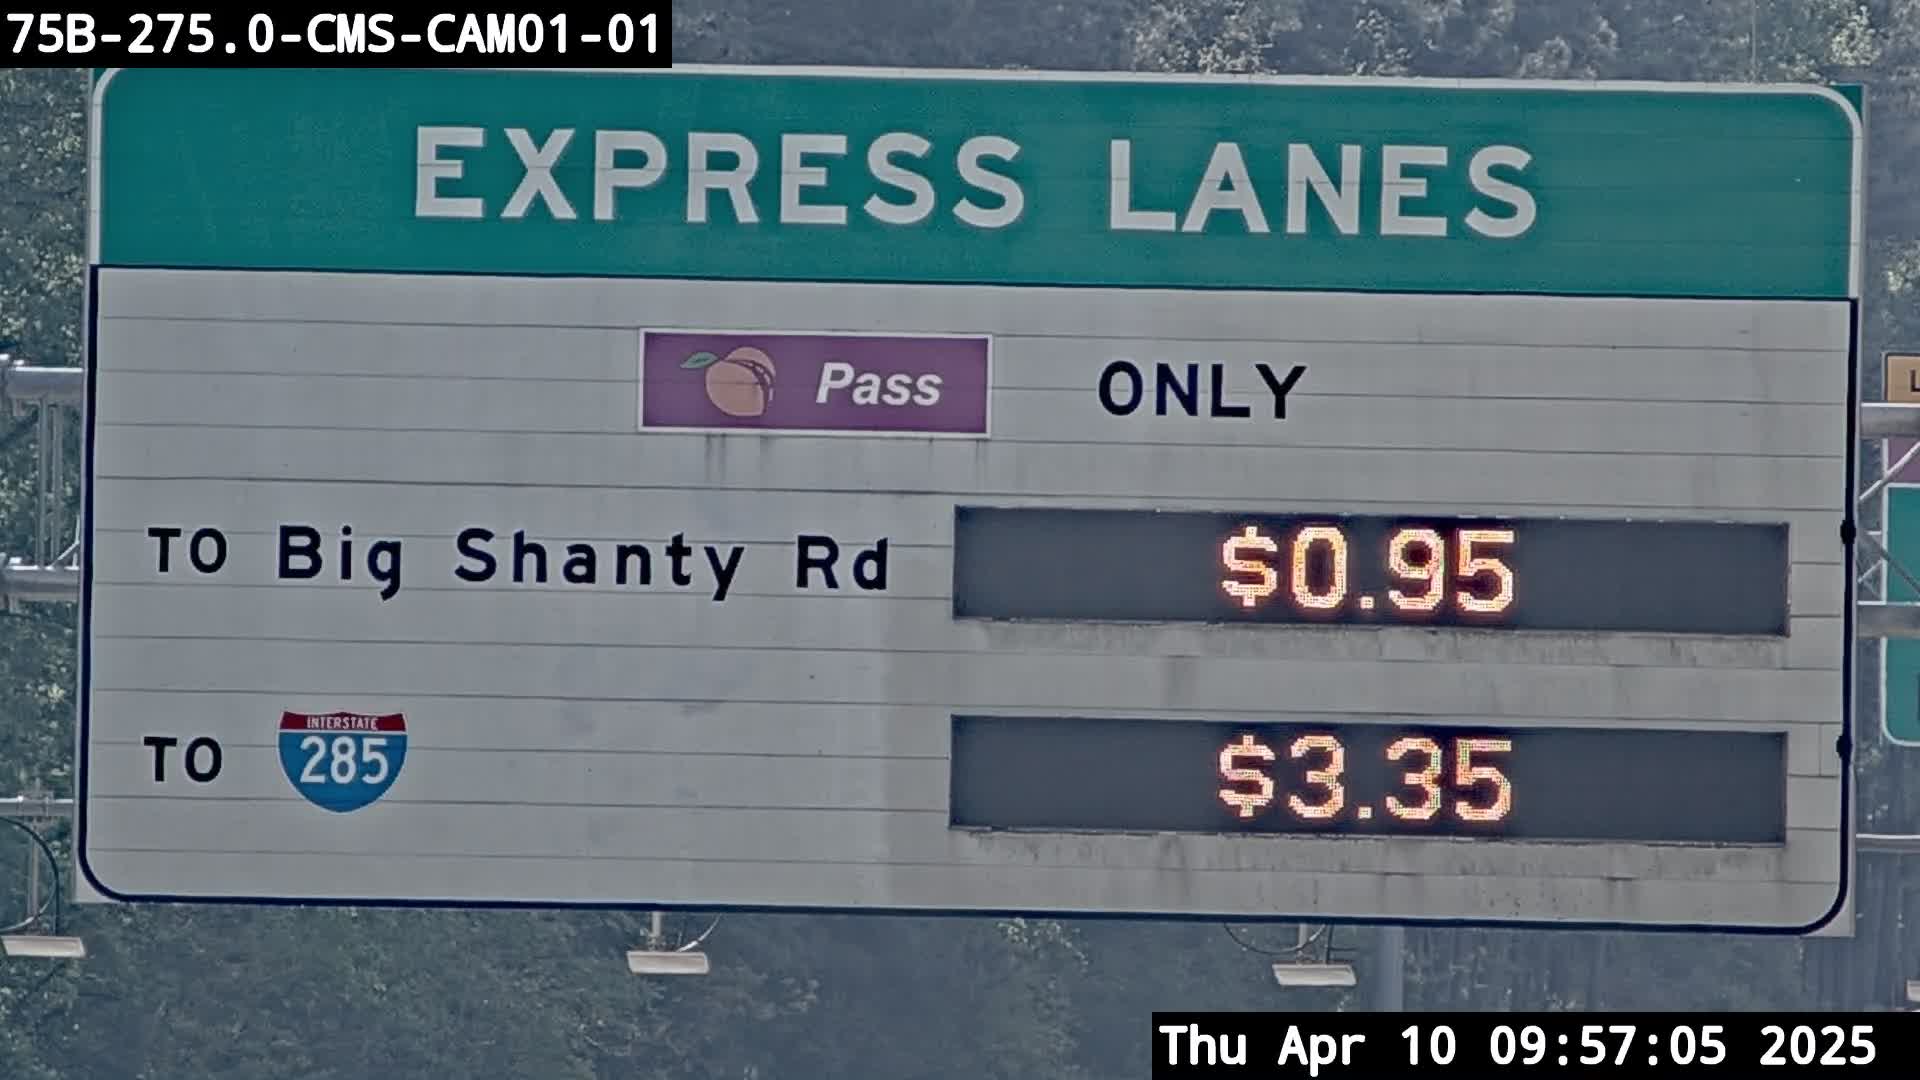 75B-275.0-CMS-CAM01-01
EXPRESS LANES
Pass ONLY
TO Big Shanty Rd $0.95
TO INTERSTATE 285 $3.35
L
Thu Apr 10 09:57:05 2025